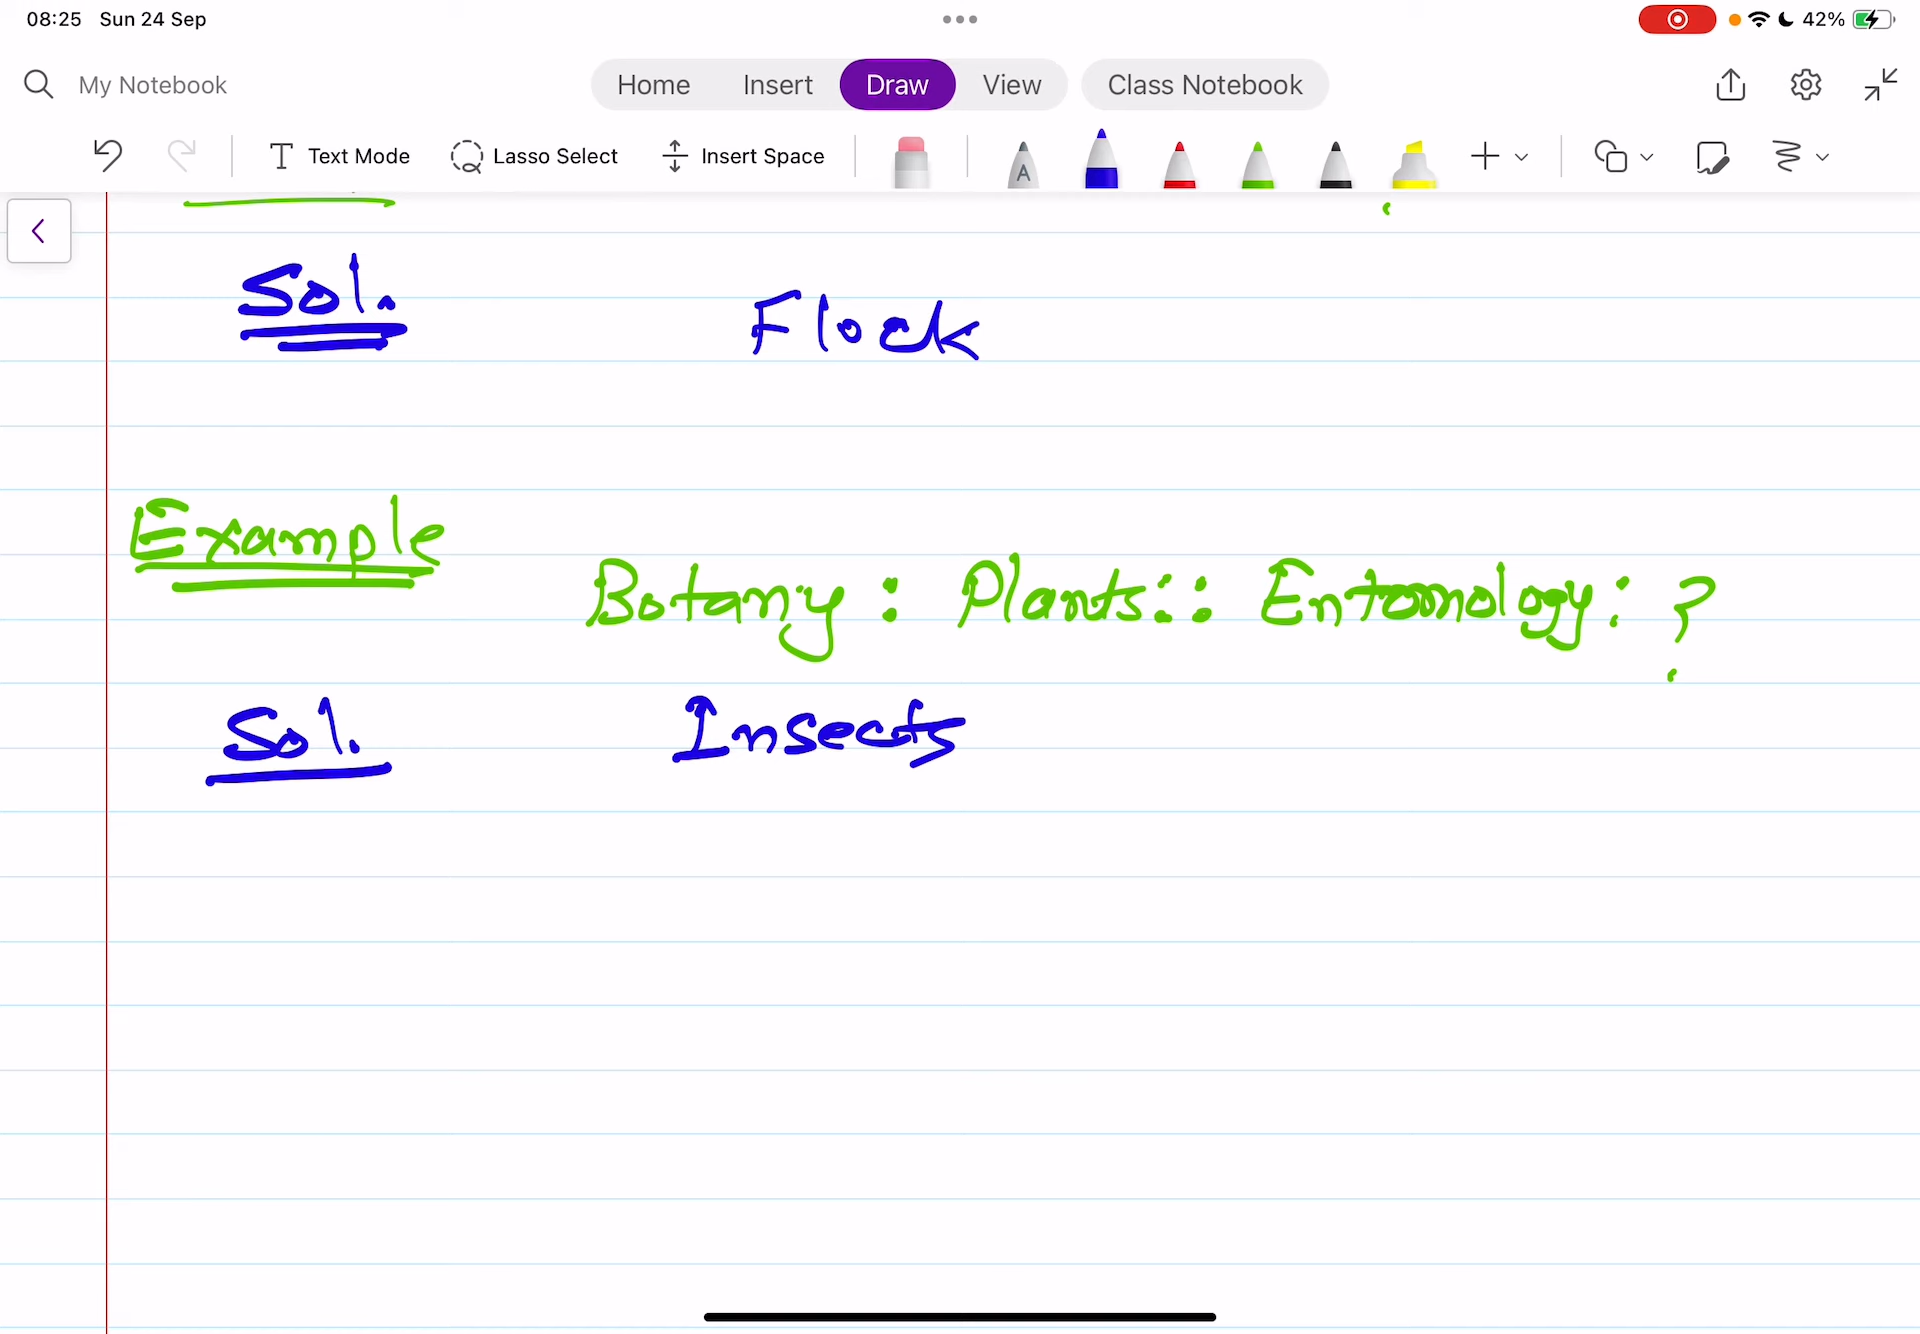 08:25 Sun 24 Sep
42%
My Notebook
Home Insert Draw View Class Notebook
Text Mode Lasso Select Insert Space
A
Sol. Flock
Example
Botany : Plants :: Entomology : ?
Sol. Insects